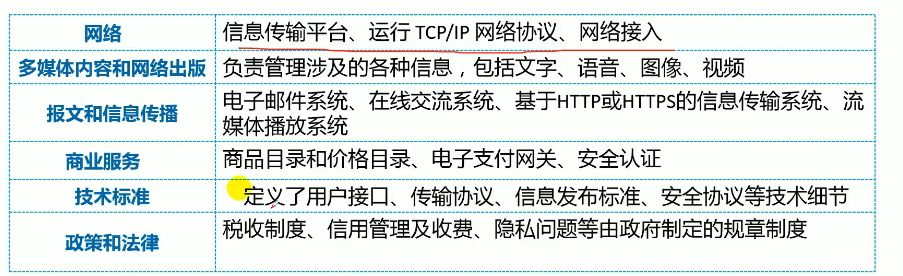 网络 信息传输平台、运行 TCP/IP 网络协议、网络接入
多媒体内容和网络出版 负责管理涉及的各种信息，包括文字、语音、图像、视频
报文和信息传播 电子邮件系统、在线交流系统、基于HTTP或HTTPS的信息传输系统、流
媒体播放系统
商业服务 商品目录和价格目录、电子支付网关、安全认证
技术标准 定义了用户接口、传输协议、信息发布标准、安全协议等技术细节
政策和法律 税收制度、信用管理及收费、隐私问题等由政府制定的规章制度